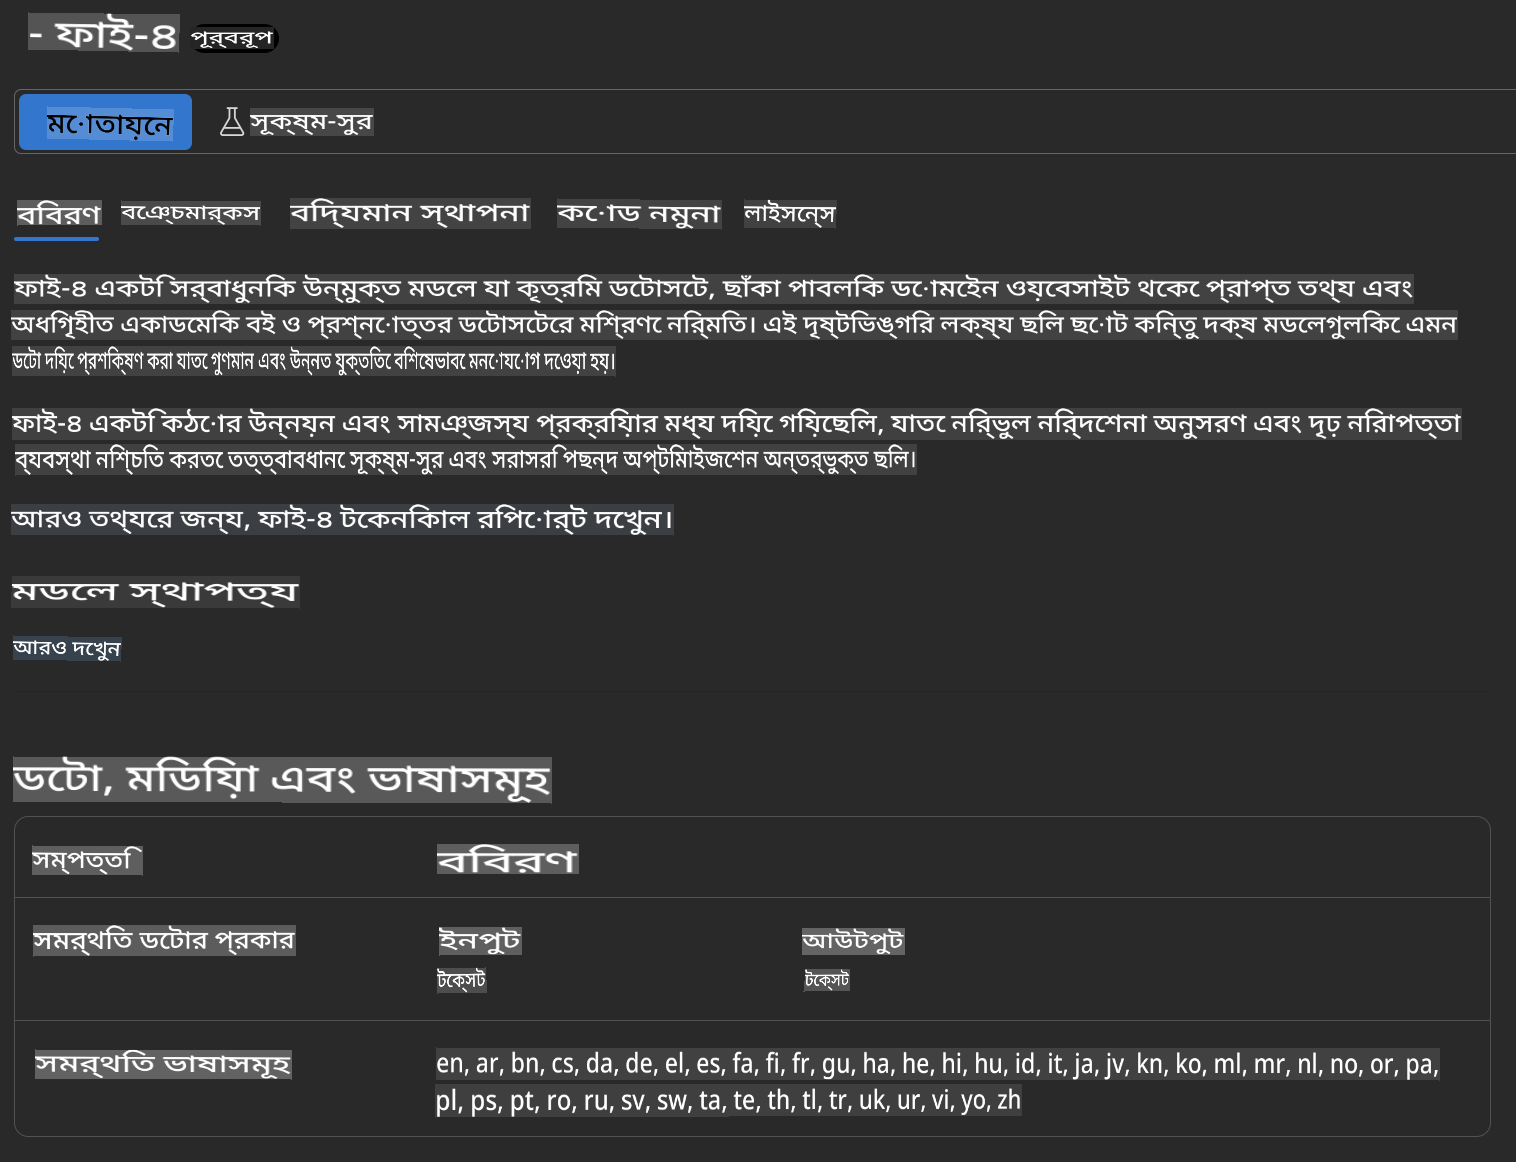 - ফাই-৪ পূর্বরূপ
মোতায়েন সূক্ষ্ম-সুর
বিবরণ বেঞ্চমার্কস বিদ্যমান স্থাপনা কোড নমুনা লাইসেন্স
ফাই-৪ একটি সর্বাধুনিক উন্মুক্ত মডেল যা কৃত্রিম ডেটাসেট, ছাঁকা পাবলিক ডোমেইন ওয়েবসাইট থেকে প্রাপ্ত তথ্য এবং
অধিগৃহীত একাডেমিক বই ও প্রশ্নোত্তর ডেটাসেটের মিশ্রণে নির্মিত। এই দৃষ্টিভঙ্গির লক্ষ্য ছিল ছোট কিন্তু দক্ষ মডেলগুলিকে এমন
ডেটা দিয়ে প্রশিক্ষণ করা যাতে গুণমান এবং উন্নত যুক্তিতে বিশেষভাবে মনোযোগ দেওয়া হয়।
ফাই-৪ একটি কঠোর উন্নয়ন এবং সামঞ্জস্য প্রক্রিয়ার মধ্য দিয়ে গিয়েছিল, যাতে নির্ভুল নির্দেশনা অনুসরণ এবং দৃঢ় নিরাপত্তা
ব্যবস্থা নিশ্চিত করতে তত্ত্বাবধানে সূক্ষ্ম-সুর এবং সরাসরি পছন্দ অপ্টিমাইজেশন অন্তর্ভুক্ত ছিল।
আরও তথ্যের জন্য, ফাই-৪ টেকনিকাল রিপোর্ট দেখুন।
মডেল স্থাপত্য
আরও দেখুন
ডেটা, মিডিয়া এবং ভাষাসমূহ
সম্পত্তি বিবরণ
সমর্থিত ডেটার প্রকার ইনপুট আউটপুট
টেক্সট টেক্সট
সমর্থিত ভাষাসমূহ en, ar, bn, cs, da, de, el, es, fa, fi, fr, gu, ha, he, hi, hu, id, it, ja, jv, kn, ko, ml, mr, nl, no, or, pa,
pl, ps, pt, ro, ru, sv, sw, ta, te, th, tl, tr, uk, ur, vi, yo, zh